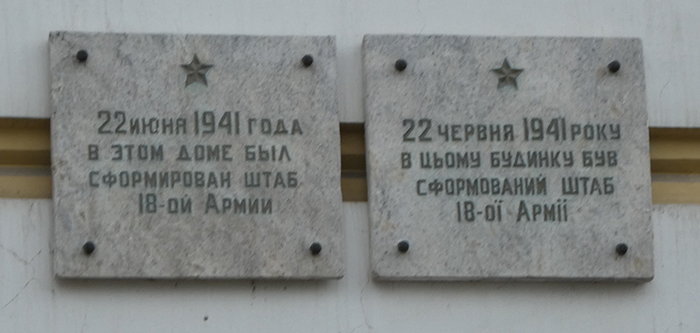 22 июня 1941 года
в этом доме был
сформирован штаб
18-ой Армии
22 червня 1941 року
в цьому будинку був
сформований штаб
18-ої Армії